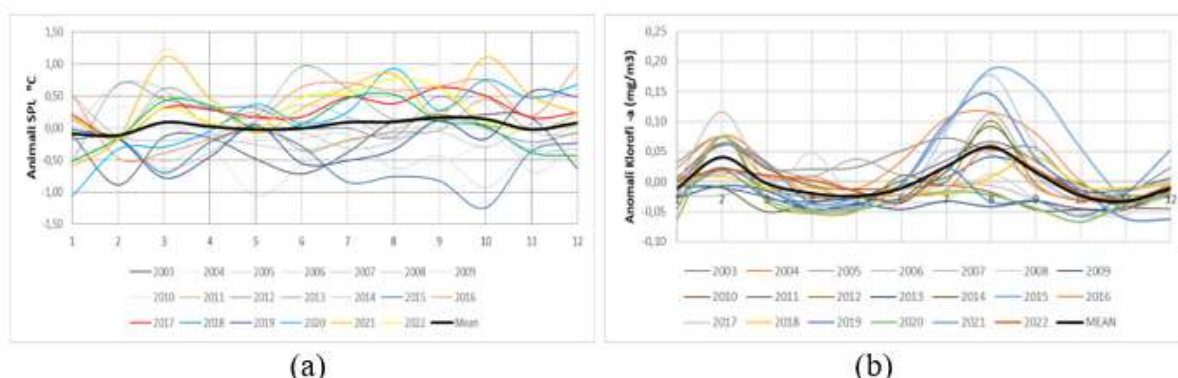 1,50
1,00
0,50
0,00
-0,50
-1,00
-1,50
Animali SPL °C
1 2 3 4 5 6 7 8 9 10 11 12
2003 2004 2005 2006 2007 2008 2009
2010 2011 2012 2013 2014 2015 2016
2017 2018 2019 2020 2021 2022 Mean
(a)
0,25
0,20
0,15
0,10
0,05
0,00
-0,05
-0,10
Anomali Klorofi -a (mg/m3)
2 8 12
2003 2004 2005 2006 2007 2008 2009
2010 2011 2012 2013 2014 2015 2016
2017 2018 2019 2020 2021 2022 MEAN
(b)